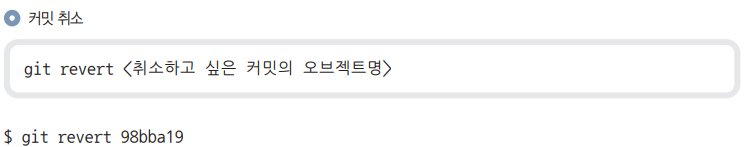 커밋 취소
git revert <취소하고 싶은 커밋의 오브젝트명>
$ git revert 98bba19